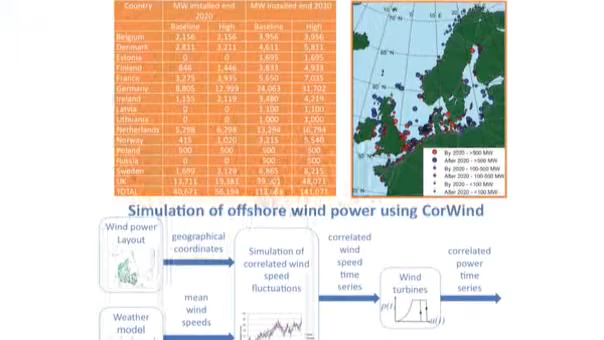 Country MW installed end 2020 MW installed end 2030
Baseline High Baseline High
Belgium 2,156 2,156 3,956 3,956
Denmark 2,811 3,211 4,611 5,811
Estonia 0 0 1,695 1,695
Finland 846 1,446 3,833 4,933
France 3,275 3,935 5,650 7,035
Germany 8,805 12,999 24,063 31,702
Ireland 1,155 2,119 3,480 4,219
Latvia 0 0 1,100 1,100
Lithuania 0 0 1,000 1,000
Netherlands 5,298 6,798 13,294 16,794
Norway 415 1,020 3,215 5,540
Poland 500 500 500 500
Russia 0 0 500 500
Sweden 1,699 3,129 6,865 8,215
UK 13,711 19,381 48,071
TOTAL 40,671 56,194 141,071
By 2020 - >500 MW
After 2020 - >500 MW
By 2020 - 100-500 MW
After 2020 - 100-500 MW
By 2020 - <100 MW
After 2020 - <100 MW
Simulation of offshore wind power using CorWind
Wind power
Layout
geographical
coordinates
Simulation of
correlated wind
speed
fluctuations
correlated
wind
speed
time
series
Wind
turbines
correlated
power
time
series
Weather
model
mean
wind
speeds